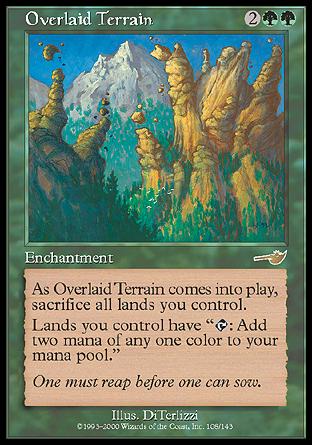 Overlaid Terrain 2
Enchantment
As Overlaid Terrain comes into play,
sacrifice all lands you control.
Lands you control have “: Add
two mana of any one color to your
mana pool.”
One must reap before one can sow.
Illus. DiTerlizzi
©1993–2000 Wizards of the Coast, Inc. 108/143